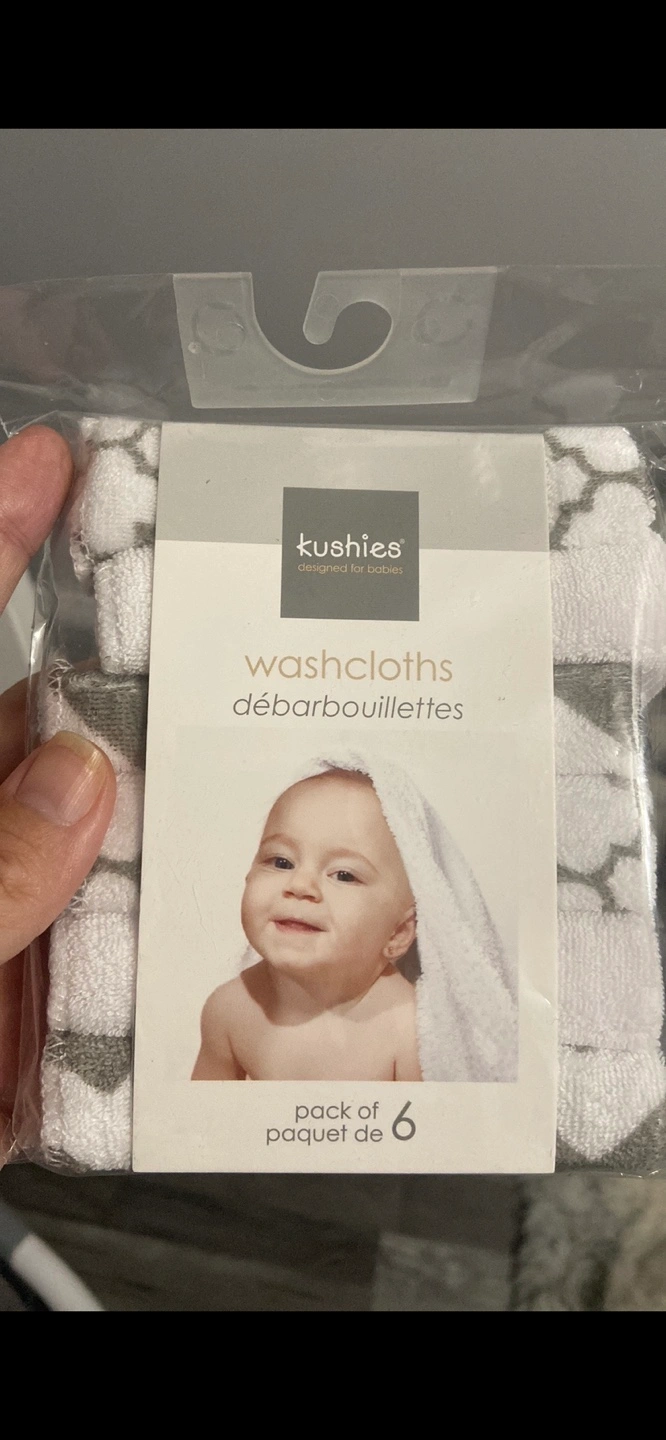 kushies®
designed for babies
washcloths
débarbouillettes
pack of
paquet de 6